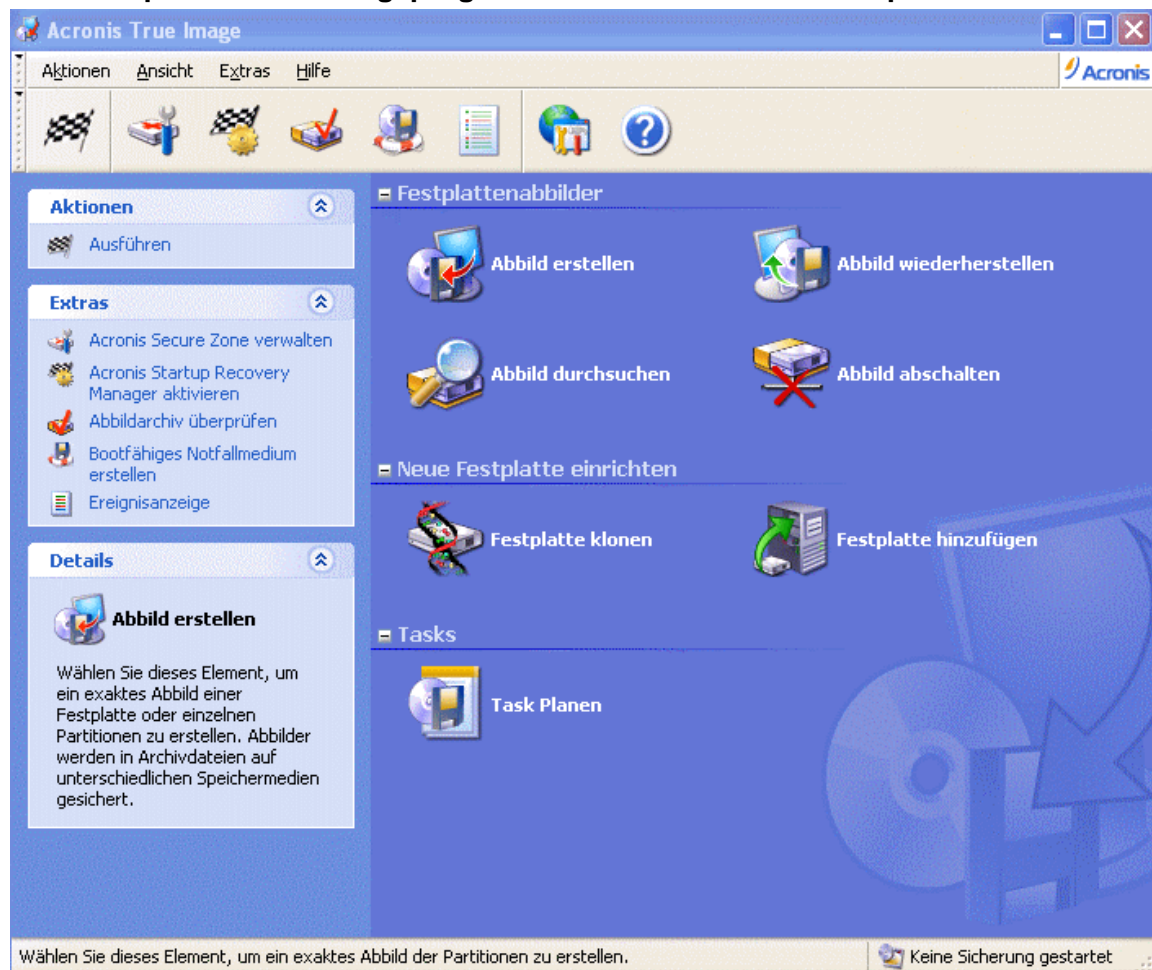 Acronis True Image
Aktionen Ansicht Extras Hilfe
Acronis
Aktionen
Ausführen
Extras
Acronis Secure Zone verwalten
Acronis Startup Recovery
Manager aktivieren
Abbildarchiv überprüfen
Bootfähiges Notfallmedium
erstellen
Ereignisanzeige
Details
Abbild erstellen
Wählen Sie dieses Element, um
ein exaktes Abbild einer
Festplatte oder einzelnen
Partitionen zu erstellen. Abbilder
werden in Archivdateien auf
unterschiedlichen Speichermedien
gesichert.
Festplattenabbilder
Abbild erstellen
Abbild wiederherstellen
Abbild durchsuchen
Abbild abschalten
Neue Festplatte einrichten
Festplatte klonen
Festplatte hinzufügen
Tasks
Task Planen
Wählen Sie dieses Element, um ein exaktes Abbild der Partitionen zu erstellen.
Keine Sicherung gestartet